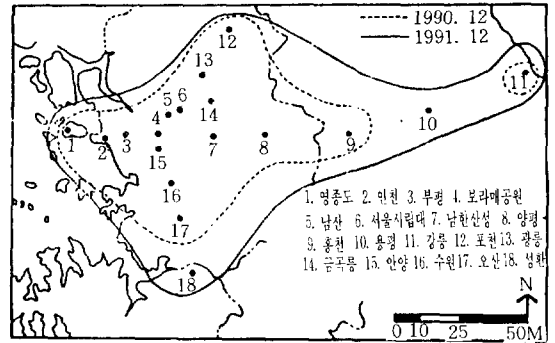 1990. 12
1991. 12
12
13
11
5 6
14
4
10
1 2 3
7 8 9
15
16
17
18
1. 영종도 2. 인천 3. 부평 4. 보라매공원
5. 남산 6. 서울시립대 7. 남한산성 8. 양평
9. 홍천 10. 용평 11. 강릉 12. 포천 13. 광릉
14. 금곡릉 15. 안양 16. 수원 17. 오산 18. 성환
N
0 10 25 50M